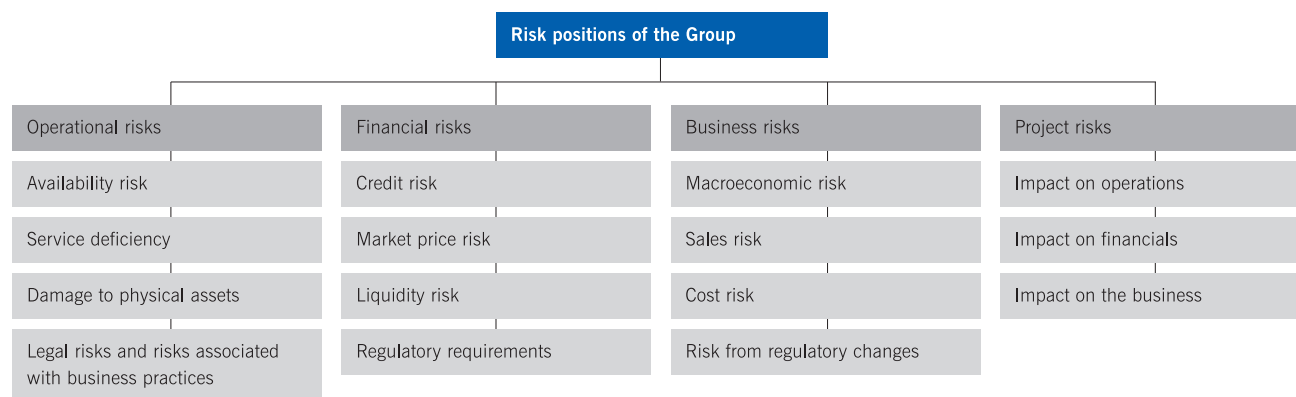 Risk positions of the Group
Operational risks
Availability risk
Service deficiency
Damage to physical assets
Legal risks and risks associated
with business practices
Financial risks
Credit risk
Market price risk
Liquidity risk
Regulatory requirements
Business risks
Macroeconomic risk
Sales risk
Cost risk
Risk from regulatory changes
Project risks
Impact on operations
Impact on financials
Impact on the business